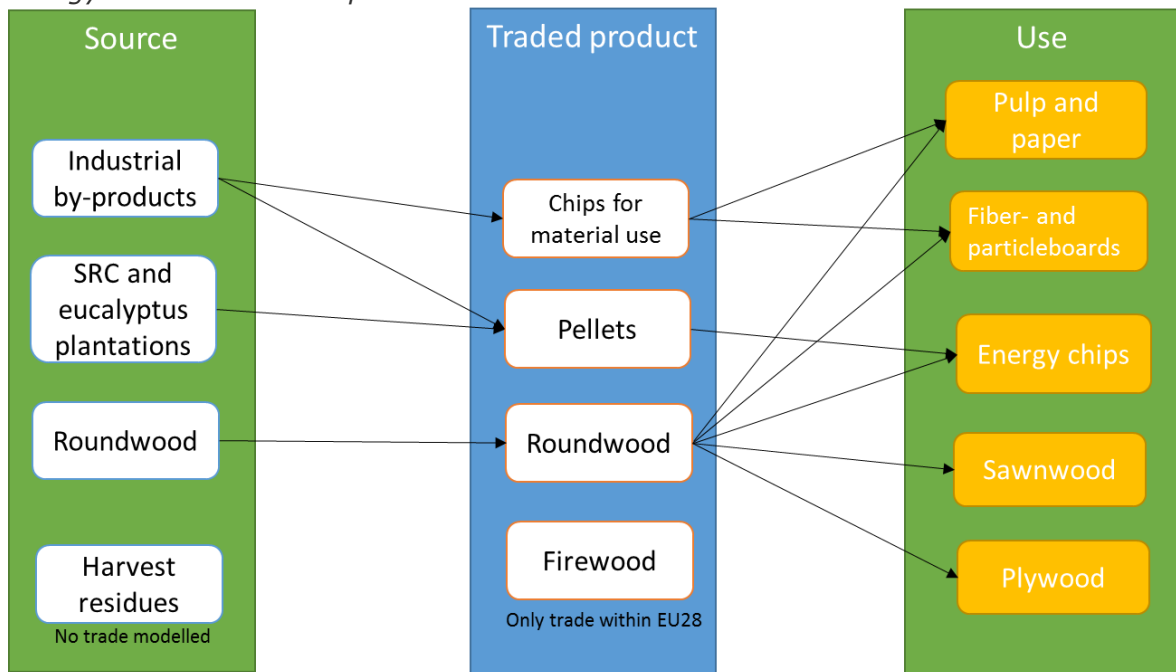 Source
Industrial
by-products
SRC and
eucalyptus
plantations
Roundwood
Harvest
residues
No trade modelled
Traded product
Chips for
material use
Pellets
Roundwood
Firewood
Only trade within EU28
Use
Pulp and
paper
Fiber- and
particleboards
Energy chips
Sawnwood
Plywood